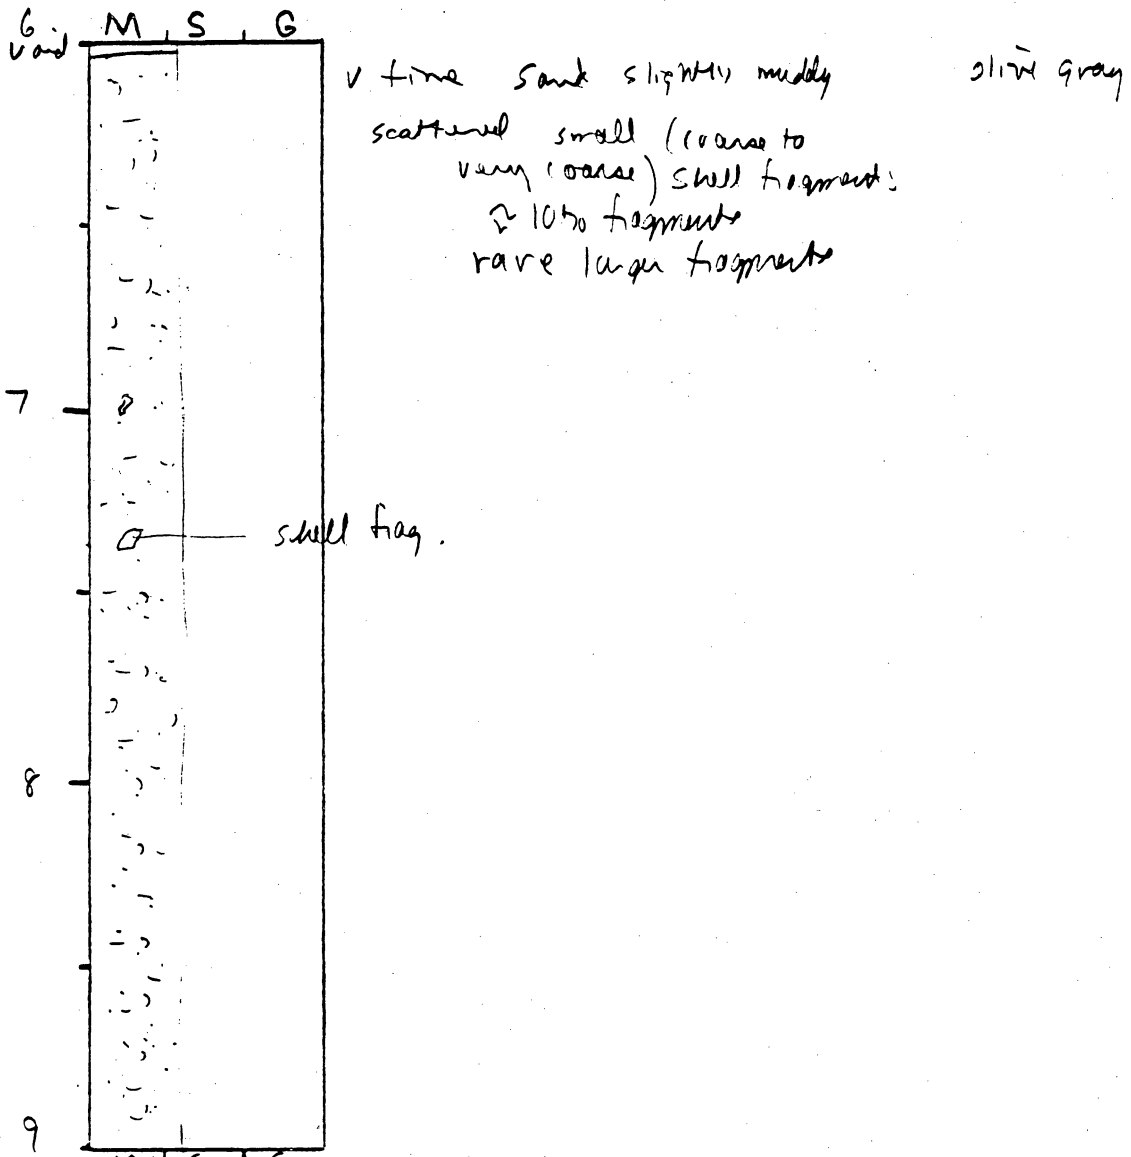 6 M S G
void
v fine sand slightly muddy olive gray
scattered small (coarse to
very coarse) shell fragments
≈ 10% fragments
rare larger fragments
7
shell frag.
8
9